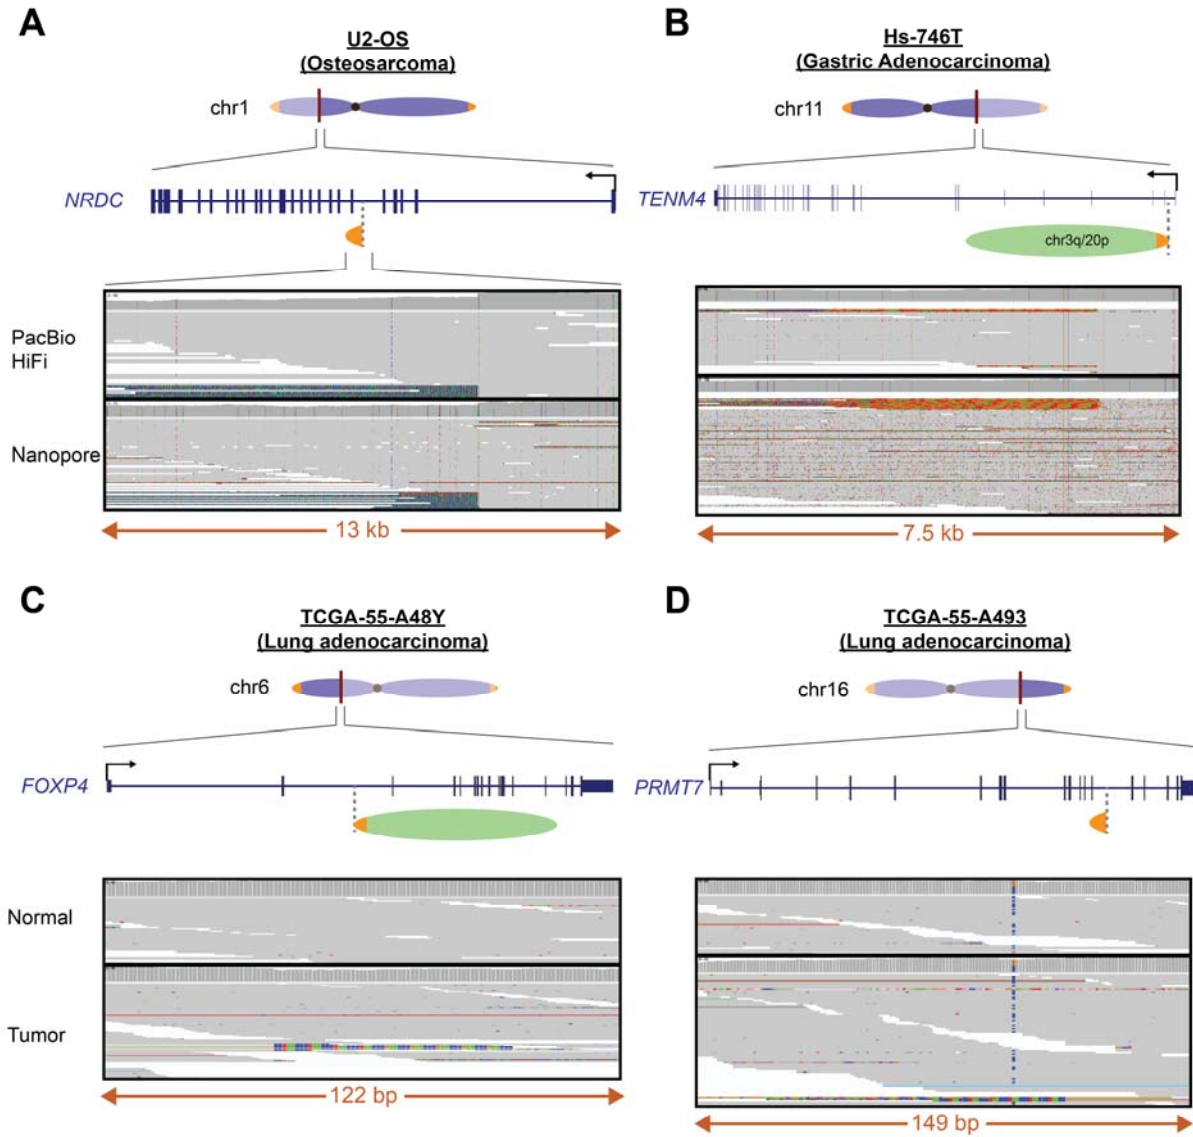 A
U2-OS
(Osteosarcoma)
chr1
NRDC
PacBio
HiFi
Nanopore
13 kb
B
Hs-746T
(Gastric Adenocarcinoma)
chr11
TENM4
chr3q/20p
7.5 kb
C
TCGA-55-A48Y
(Lung adenocarcinoma)
chr6
FOXP4
Normal
Tumor
122 bp
D
TCGA-55-A493
(Lung adenocarcinoma)
chr16
PRMT7
149 bp